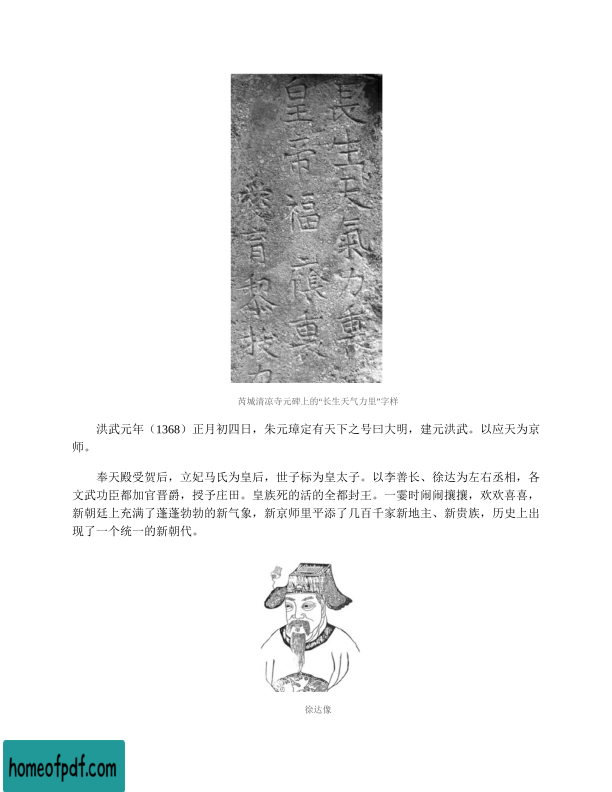 長生天氣力裏
皇帝福廕裏
愛育黎拔力
芮城清凉寺元碑上的“长生天气力里”字样
洪武元年（1368）正月初四日，朱元璋定有天下之号曰大明，建元洪武。以应天为京
师。
奉天殿受贺后，立妃马氏为皇后，世子标为皇太子。以李善长、徐达为左右丞相，各
文武功臣都加官晋爵，授予庄田。皇族死的活的全都封王。一霎时闹闹攘攘，欢欢喜喜，
新朝廷上充满了蓬蓬勃勃的新气象，新京师里平添了几百千家新地主、新贵族，历史上出
现了一个统一的新朝代。
徐达像
homeofpdf.com